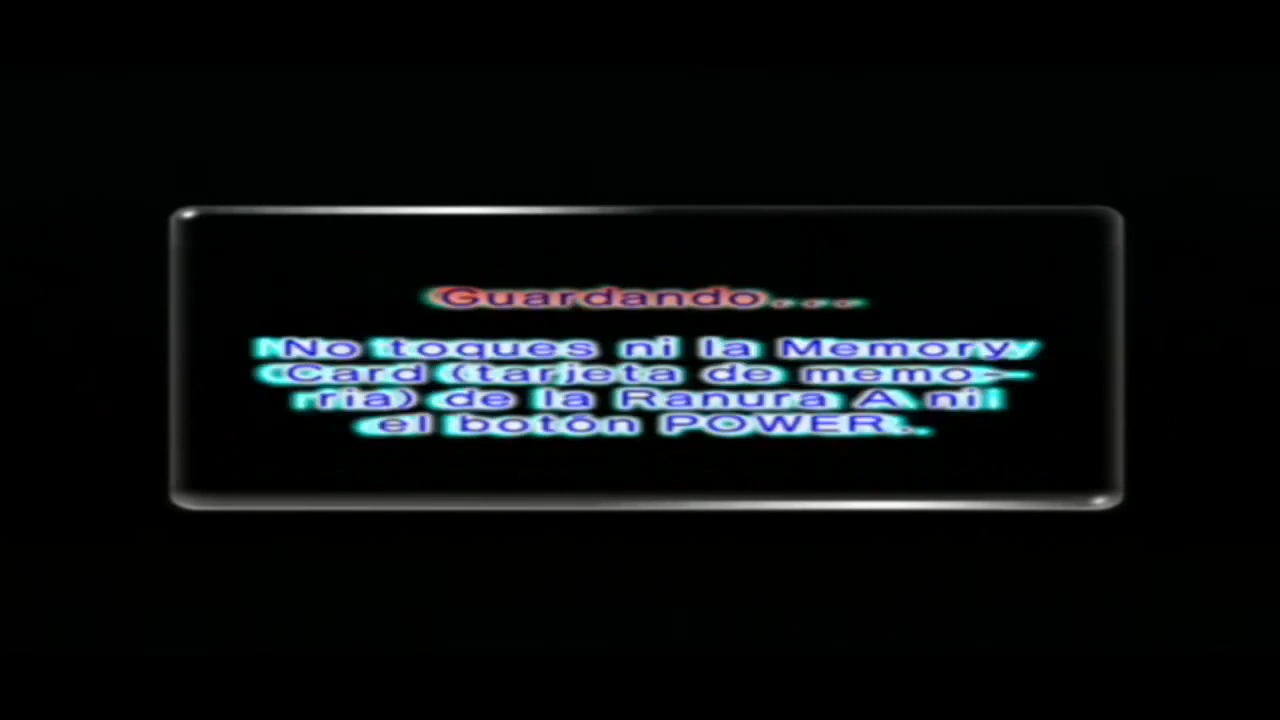 Guardando...
No toques ni la Memory
Card (tarjeta de memo-
ria) de la Ranura A ni
el botón POWER.